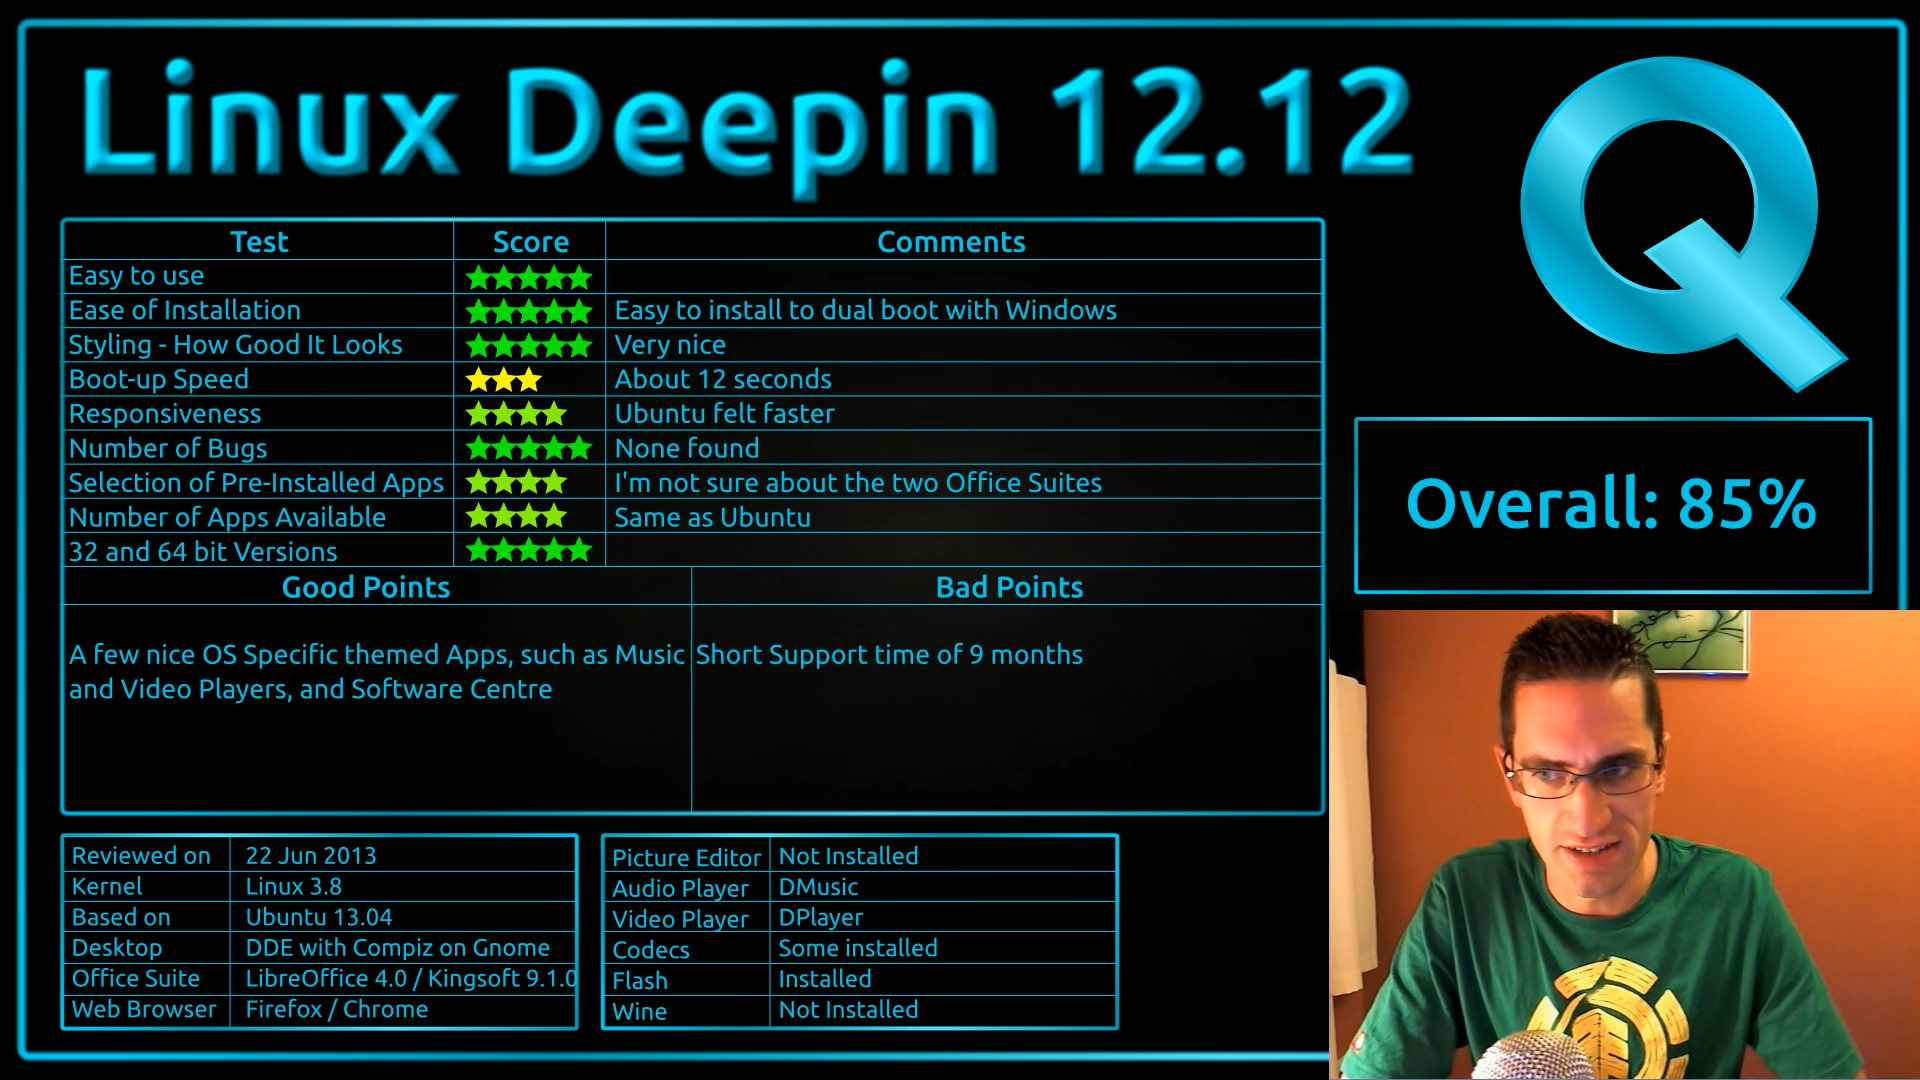 Linux Deepin 12.12
Q
Test Score Comments
Easy to use
Ease of Installation Easy to install to dual boot with Windows
Styling - How Good It Looks Very nice
Boot-up Speed About 12 seconds
Responsiveness Ubuntu felt faster
Number of Bugs None found
Selection of Pre-Installed Apps I'm not sure about the two Office Suites
Number of Apps Available Same as Ubuntu
32 and 64 bit Versions
Overall: 85%
Good Points Bad Points
A few nice OS Specific themed Apps, such as Music
and Video Players, and Software Centre
Short Support time of 9 months
Reviewed on 22 Jun 2013
Kernel Linux 3.8
Based on Ubuntu 13.04
Desktop DDE with Compiz on Gnome
Office Suite LibreOffice 4.0 / Kingsoft 9.1.0
Web Browser Firefox / Chrome
Picture Editor Not Installed
Audio Player DMusic
Video Player DPlayer
Codecs Some installed
Flash Installed
Wine Not Installed